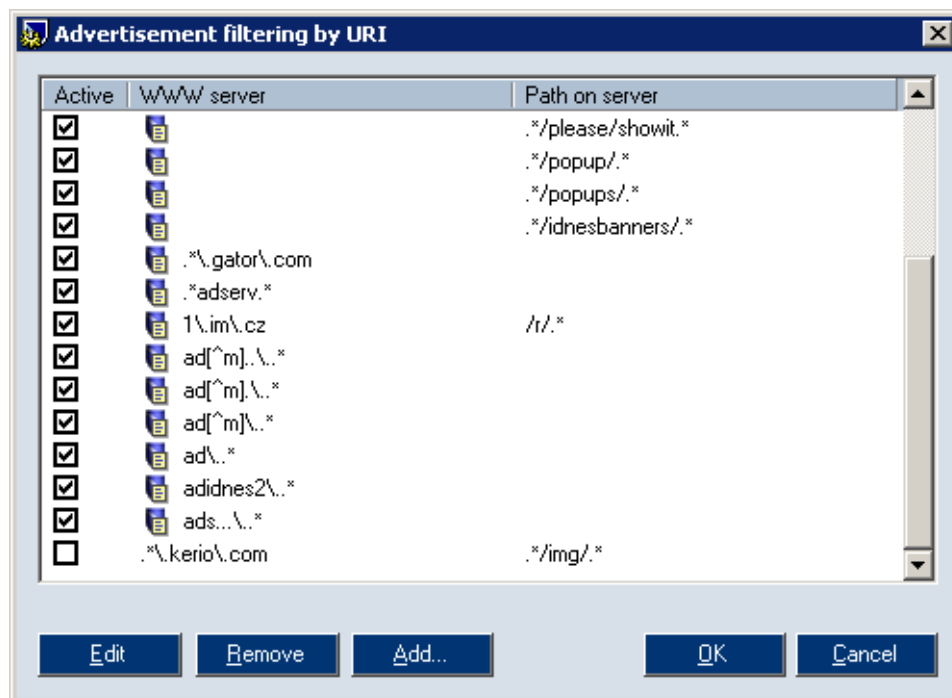 Advertisement filtering by URI
Active WWW server Path on server
.*/please/showit.*
.*/popup/.*
.*/popups/.*
.*/idnesbanners/.*
.*\.gator\.com
.*adserv.*
1\.im\.cz /r/.*
ad[^m]..\..*
ad[^m].\..*
ad[^m]\..*
ad\..*
adidnes2\..*
ads...\..*
.*\.kerio\.com .*/img/.*
Edit Remove Add... OK Cancel